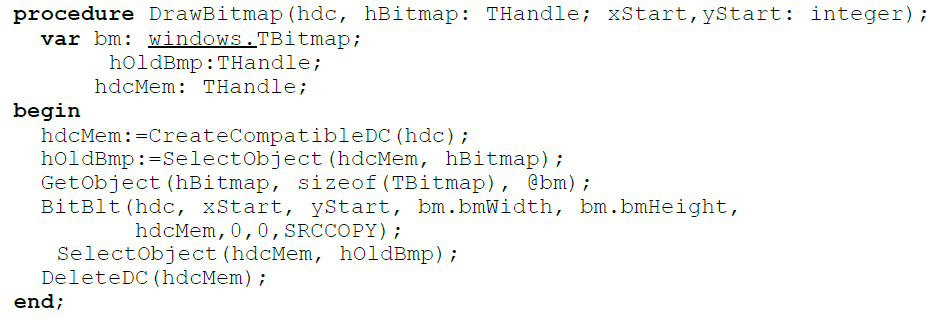 procedure DrawBitmap(hdc, hBitmap: THandle; xStart,yStart: integer);
var bm: windows.TBitmap;
hOldBmp:THandle;
hdcMem: THandle;
begin
hdcMem:=CreateCompatibleDC(hdc);
hOldBmp:=SelectObject(hdcMem, hBitmap);
GetObject(hBitmap, sizeof(TBitmap), @bm);
BitBlt(hdc, xStart, yStart, bm.bmWidth, bm.bmHeight,
hdcMem,0,0,SRCCOPY);
SelectObject(hdcMem, hOldBmp);
DeleteDC(hdcMem);
end;